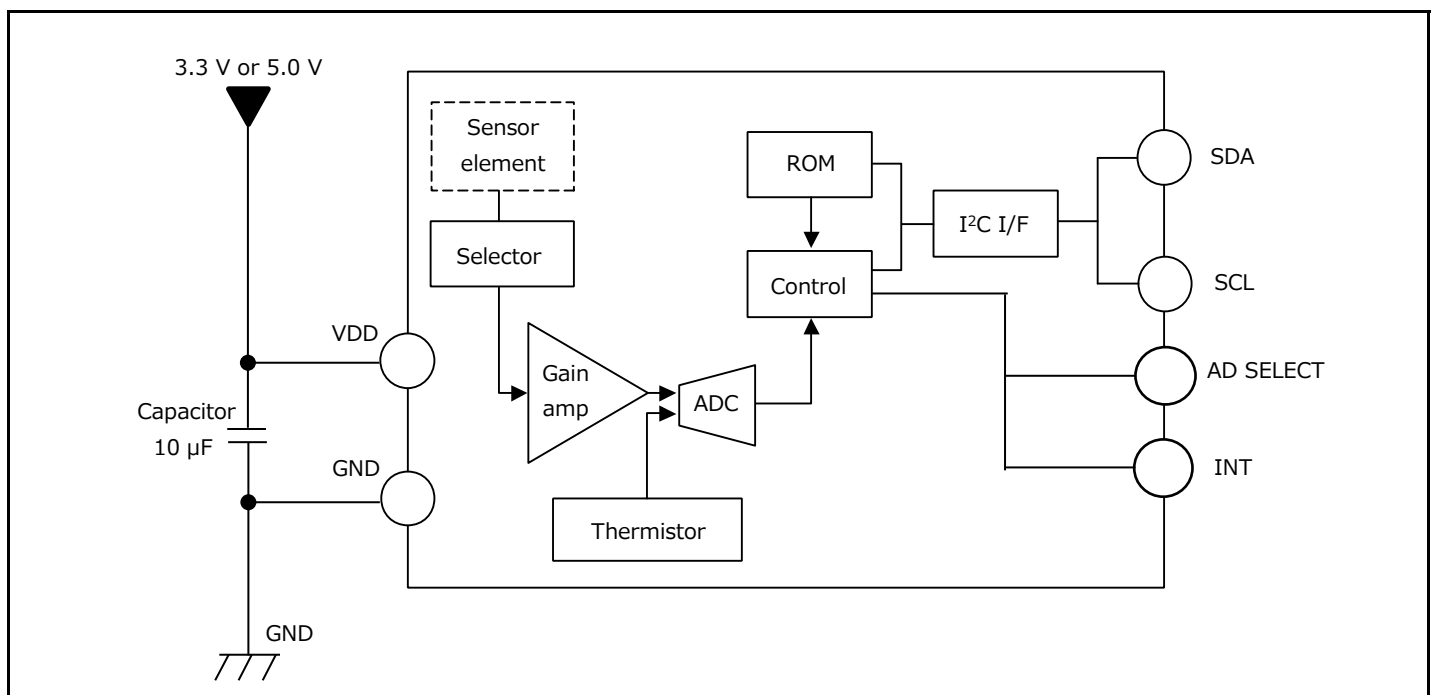 3.3 V or 5.0 V
Sensor
element
Selector
ROM
I²C I/F
SDA
Control
SCL
VDD
Gain
amp
ADC
AD SELECT
Capacitor
10 µF
GND
INT
Thermistor
GND